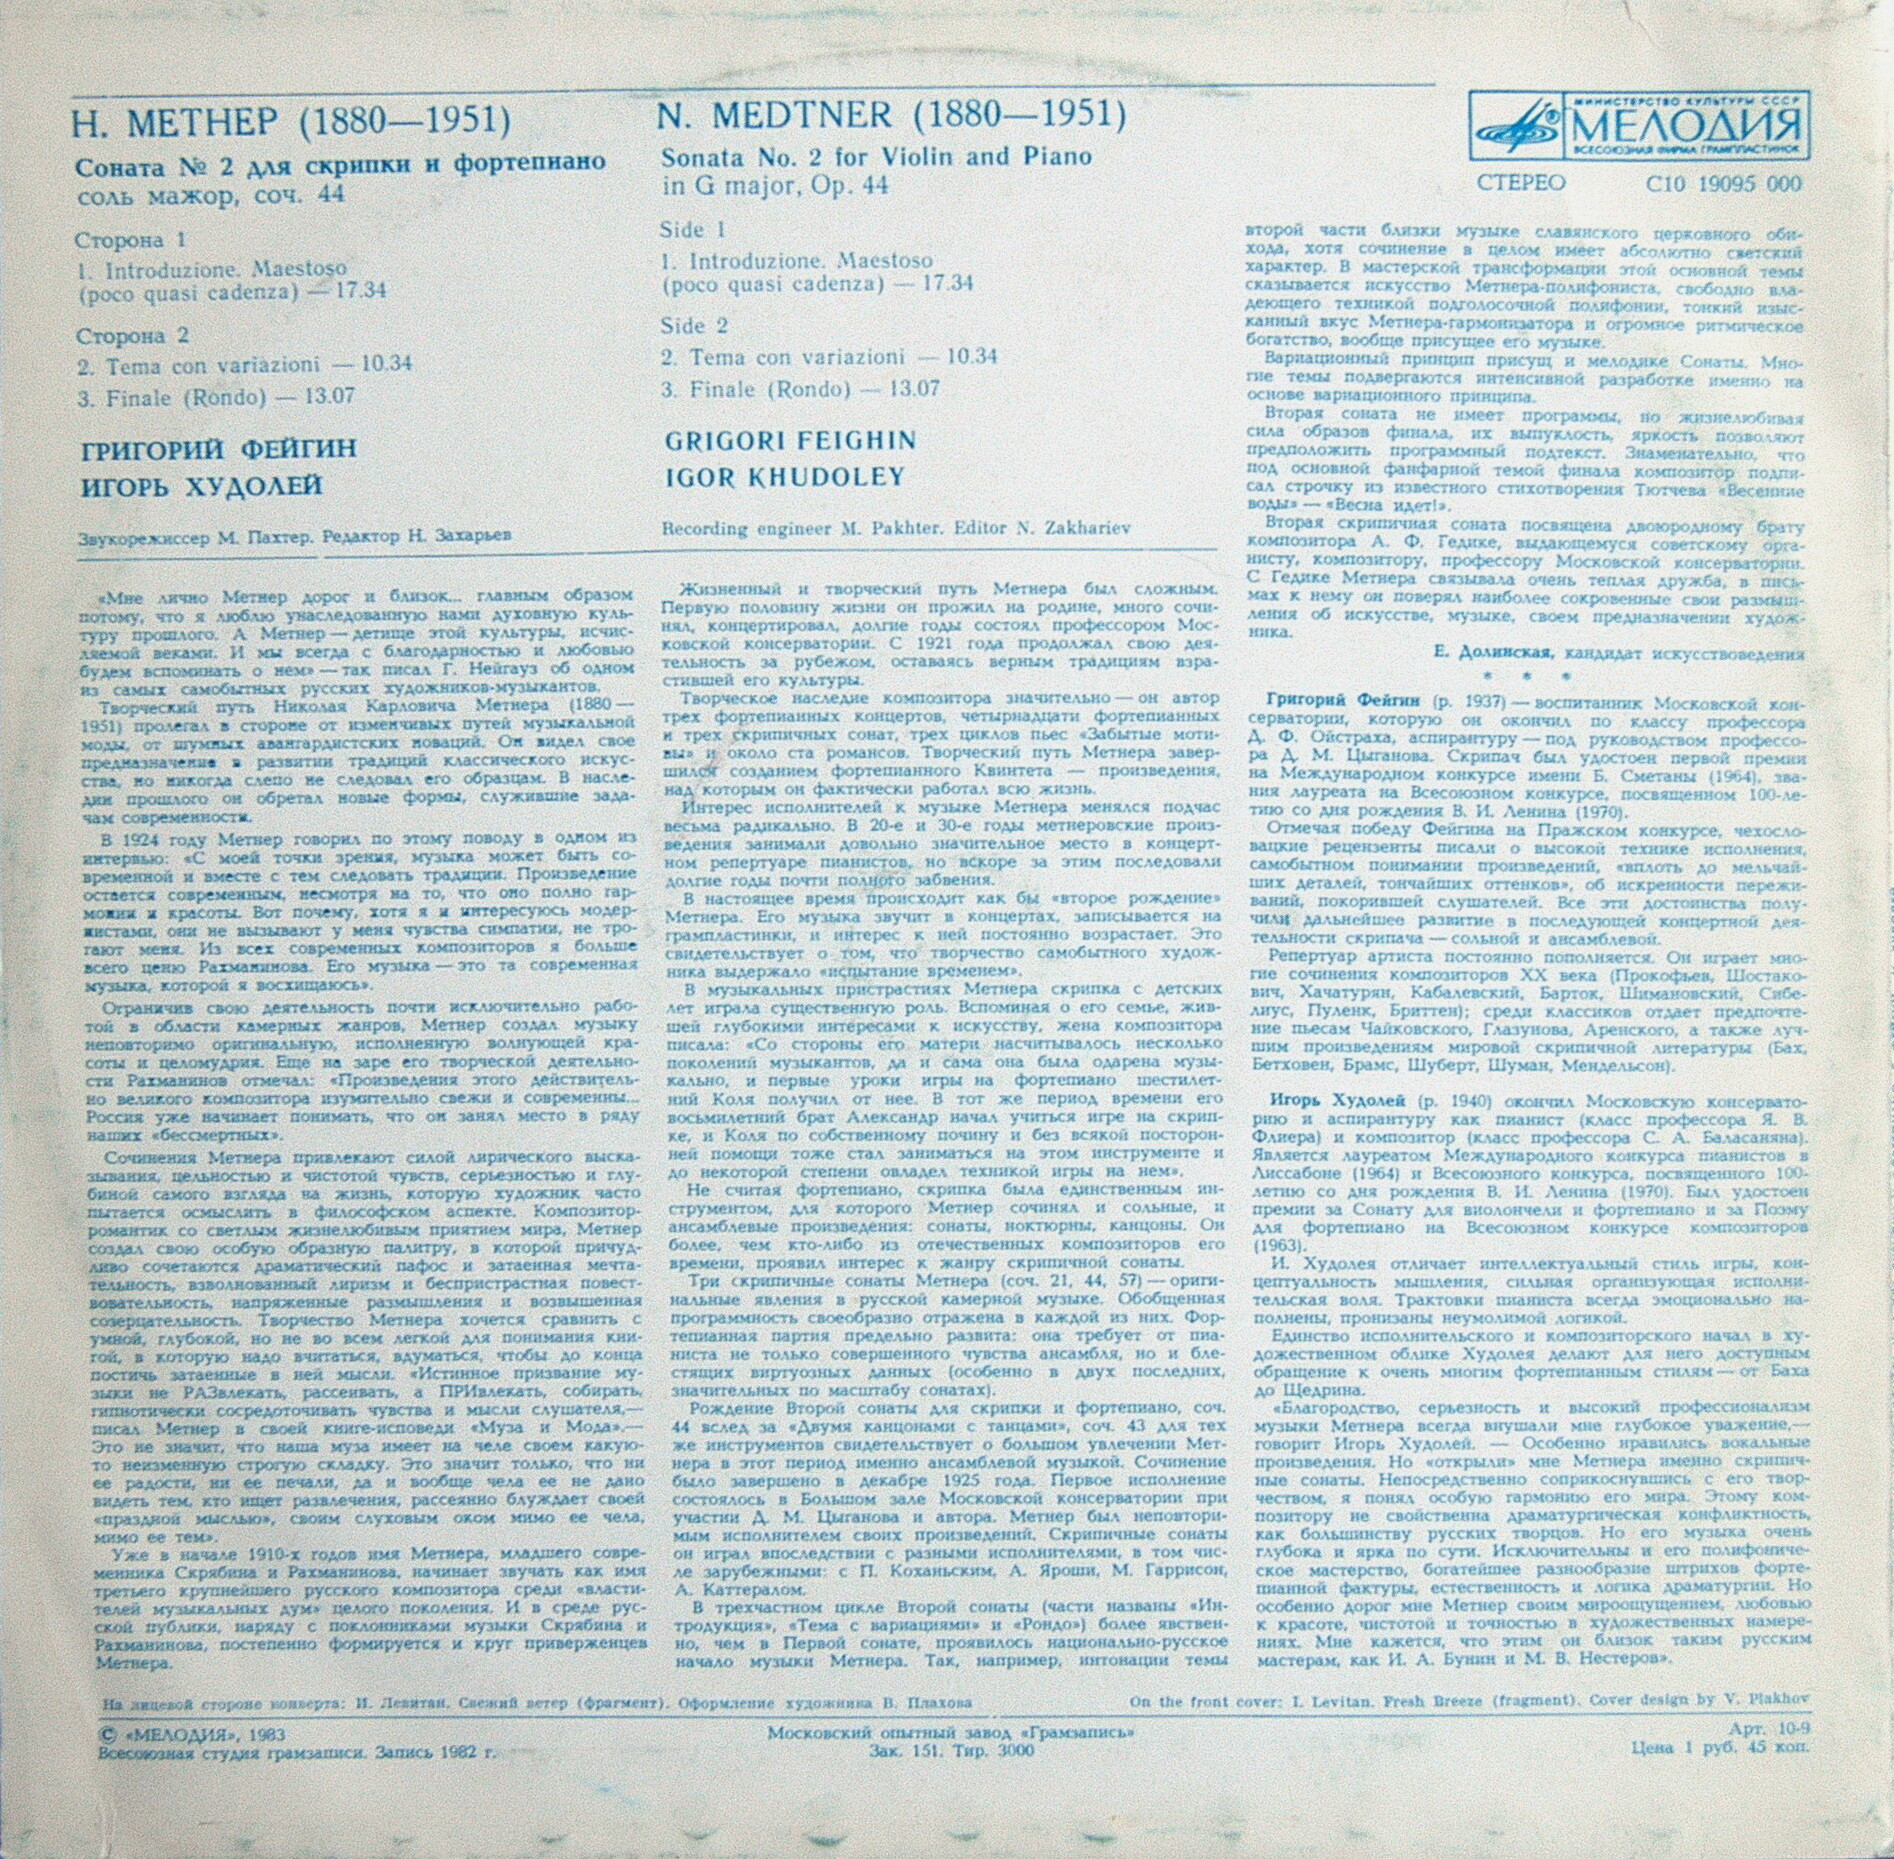 Н. МЕТНЕР (1880—1951)
Соната № 2 для скрипки и фортепиано
соль мажор, соч. 44
Сторона 1
1. Introduzione. Maestoso
(poco quasi cadenza) — 17.34
Сторона 2
2. Tema con variazioni — 10.34
3. Finale (Rondo) — 13.07
ГРИГОРИЙ ФЕЙГИН
ИГОРЬ ХУДОЛЕЙ
Звукорежиссер М. Пахтер. Редактор Н. Захарьев
N. MEDTNER (1880—1951)
Sonata No. 2 for Violin and Piano
in G major, Op. 44
Side 1
1. Introduzione. Maestoso
(poco quasi cadenza) — 17.34
Side 2
2. Tema con variazioni — 10.34
3. Finale (Rondo) — 13.07
GRIGORI FEIGHIN
IGOR KHUDOLEY
Recording engineer M. Pakhter. Editor N. Zakhariev
МИНИСТЕРСТВО КУЛЬТУРЫ СССР
МЕЛОДИЯ
ВСЕСОЮЗНАЯ ФИРМА ГРАМПЛАСТИНОК
СТЕРЕО С10 19095 000
«Мне лично Метнер дорог и близок... главным образом
потому, что я люблю унаследованную нами духовную куль-
туру прошлого. А Метнер — детище этой культуры, исчис-
ляемой веками. И мы всегда с благодарностью и любовью
будем вспоминать о нем» — так писал Г. Нейгауз об одном
из самых самобытных русских художников-музыкантов.
Творческий путь Николая Карловича Метнера (1880—
1951) пролегал в стороне от изменчивых путей музыкальной
моды, от шумных авангардистских новаций. Он видел свое
предназначение в развитии традиций классического искус-
ства, но никогда слепо не следовал его образцам. В насле-
дии прошлого он обретал новые формы, служившие зада-
чам современности.
В 1924 году Метнер говорил по этому поводу в одном из
интервью: «С моей точки зрения, музыка может быть со-
временной и вместе с тем следовать традиции. Произведение
остается современным, несмотря на то, что оно полно гар-
монии и красоты. Вот почему, хотя я и интересуюсь модер-
нистами, они не вызывают у меня чувства симпатии, не тро-
гают меня. Из всех современных композиторов я больше
всего ценю Рахманинова. Его музыка — это та современная
музыка, которой я восхищаюсь».
Ограничив свою деятельность почти исключительно рабо-
той в области камерных жанров, Метнер создал музыку
неповторимо оригинальную, исполненную волнующей кра-
соты и целомудрия. Еще на заре его творческой деятельно-
сти Рахманинов отмечал: «Произведения этого действитель-
но великого композитора изумительно свежи и современны...
Россия уже начинает понимать, что он занял место в ряду
наших «бессмертных».
Сочинения Метнера привлекают силой лирического выска-
зывания, цельностью и чистотой чувств, серьезностью и глу-
биной самого взгляда на жизнь, которую художник часто
пытается осмыслить в философском аспекте. Композитор-
романтик со светлым жизнелюбивым приятием мира, Метнер
создал свою особую образную палитру, в которой причуд-
ливо сочетаются драматический пафос и затаенная мечта-
тельность, взволнованный лиризм и беспристрастная повест-
вовательность, напряженные размышления и возвышенная
созерцательность. Творчество Метнера хочется сравнить с
умной, глубокой, но не во всем легкой для понимания кни-
гой, в которую надо вчитаться, вдуматься, чтобы до конца
постичь затаенные в ней мысли. «Истинное призвание му-
зыки не РАЗвлекать, рассеивать, а ПРИвлекать, собирать,
гипнотически сосредоточивать чувства и мысли слушателя,—
писал Метнер в своей книге-исповеди «Муза и Мода».—
Это не значит, что наша муза имеет на челе своем какую-
то неизменную строгую складку. Это значит только, что ни
ее радости, ни ее печали, да и вообще чела ее не дано
видеть тем, кто ищет развлечения, рассеянно блуждает своей
«праздной мыслью», своим слуховым оком мимо ее чела,
мимо ее тем».
Уже в начале 1910-х годов имя Метнера, младшего совре-
менника Скрябина и Рахманинова, начинает звучать как имя
третьего крупнейшего русского композитора среди «власти-
телей музыкальных дум» целого поколения. И в среде рус-
ской публики, наряду с поклонниками музыки Скрябина и
Рахманинова, постепенно формируется и круг приверженцев
Метнера.
Жизненный и творческий путь Метнера был сложным.
Первую половину жизни он прожил на родине, много сочи-
нял, концертировал, долгие годы состоял профессором Мос-
ковской консерватории. С 1921 года продолжал свою дея-
тельность за рубежом, оставаясь верным традициям взра-
стившей его культуры.
Творческое наследие композитора значительно — он автор
трех фортепианных концертов, четырнадцати фортепианных
и трех скрипичных сонат, трех циклов пьес «Забытые моти-
вы» и около ста романсов. Творческий путь Метнера завер-
шился созданием фортепианного Квинтета — произведения,
над которым он фактически работал всю жизнь.
Интерес исполнителей к музыке Метнера менялся подчас
весьма радикально. В 20-е и 30-е годы метнеровские произ-
ведения занимали довольно значительное место в концерт-
ном репертуаре пианистов, но вскоре за этим последовали
долгие годы почти полного забвения.
В настоящее время происходит как бы «второе рождение»
Метнера. Его музыка звучит в концертах, записывается на
грампластинки, и интерес к ней постоянно возрастает. Это
свидетельствует о том, что творчество самобытного худож-
ника выдержало «испытание временем».
В музыкальных пристрастиях Метнера скрипка с детских
лет играла существенную роль. Вспоминая о его семье, жив-
шей глубокими интересами к искусству, жена композитора
писала: «Со стороны его матери насчитывалось несколько
поколений музыкантов, да и сама она была одарена музы-
кально, и первые уроки игры на фортепиано шестилет-
ний Коля получил от нее. В тот же период времени его
восьмилетний брат Александр начал учиться игре на скрип-
ке, и Коля по собственному почину и без всякой посторон-
ней помощи тоже стал заниматься на этом инструменте и
до некоторой степени овладел техникой игры на нем».
Не считая фортепиано, скрипка была единственным ин-
струментом, для которого Метнер сочинял и сольные, и
ансамблевые произведения: сонаты, ноктюрны, канцоны. Он
более, чем кто-либо из отечественных композиторов его
времени, проявил интерес к жанру скрипичной сонаты.
Три скрипичные сонаты Метнера (соч. 21, 44, 57) — ориги-
нальные явления в русской камерной музыке. Обобщенная
программность своеобразно отражена в каждой из них. Фор-
тепианная партия предельно развита: она требует от пиа-
ниста не только совершенного чувства ансамбля, но и бле-
стящих виртуозных данных (особенно в двух последних,
значительных по масштабу сонатах).
Рождение Второй сонаты для скрипки и фортепиано, соч.
44 вслед за «Двумя канцонами с танцами», соч. 43 для тех
же инструментов свидетельствует о большом увлечении Мет-
нера в этот период именно ансамблевой музыкой. Сочинение
было завершено в декабре 1925 года. Первое исполнение
состоялось в Большом зале Московской консерватории при
участии Д. М. Цыганова и автора. Метнер был неповтори-
мым исполнителем своих произведений. Скрипичные сонаты
он играл впоследствии с разными исполнителями, в том чис-
ле зарубежными: с П. Коханьским, А. Яроши, М. Гаррисон,
А. Каттералом.
В трехчастном цикле Второй сонаты (части названы «Ин-
тродукция», «Тема с вариациями» и «Рондо») более явствен-
но, чем в Первой сонате, проявилось национально-русское
начало музыки Метнера. Так, например, интонации темы
второй части близки музыке славянского церковного оби-
хода, хотя сочинение в целом имеет абсолютно светский
характер. В мастерской трансформации этой основной темы
сказывается искусство Метнера-полифониста, свободно вла-
деющего техникой подголосочной полифонии, тонкий изыс-
канный вкус Метнера-гармонизатора и огромное ритмическое
богатство, вообще присущее его музыке.
Вариационный принцип присущ и мелодике Сонаты. Мно-
гие темы подвергаются интенсивной разработке именно на
основе вариационного принципа.
Вторая соната не имеет программы, но жизнелюбивая
сила образов финала, их выпуклость, яркость позволяют
предположить программный подтекст. Знаменательно, что
под основной фанфарной темой финала композитор подпи-
сал строчку из известного стихотворения Тютчева «Весенние
воды» — «Весна идет!».
Вторая скрипичная соната посвящена двоюродному брату
композитора А. Ф. Гедике, выдающемуся советскому орга-
нисту, композитору, профессору Московской консерватории.
С Гедике Метнера связывала очень теплая дружба, в пись-
мах к нему он поверял наиболее сокровенные свои размыш-
ления об искусстве, музыке, своем предназначении худож-
ника.
Е. Долинская, кандидат искусствоведения
* * *
Григорий Фейгин (р. 1937) — воспитанник Московской кон-
серватории, которую он окончил по классу профессора
Д. Ф. Ойстраха, аспирантуру — под руководством профессо-
ра Д. М. Цыганова. Скрипач был удостоен первой премии
на Международном конкурсе имени Б. Сметаны (1964), зва-
ния лауреата на Всесоюзном конкурсе, посвященном 100-ле-
тию со дня рождения В. И. Ленина (1970).
Отмечая победу Фейгина на Пражском конкурсе, чехосло-
вацкие рецензенты писали о высокой технике исполнения,
самобытном понимании произведений, «вплоть до мельчай-
ших деталей, тончайших оттенков», об искренности пережи-
ваний, покорившей слушателей. Все эти достоинства полу-
чили дальнейшее развитие в последующей концертной дея-
тельности скрипача — сольной и ансамблевой.
Репертуар артиста постоянно пополняется. Он играет мно-
гие сочинения композиторов XX века (Прокофьев, Шостако-
вич, Хачатурян, Кабалевский, Барток, Шимановский, Сибе-
лиус, Пуленк, Бриттен); среди классиков отдает предпочте-
ние пьесам Чайковского, Глазунова, Аренского, а также луч-
шим произведениям мировой скрипичной литературы (Бах,
Бетховен, Брамс, Шуберт, Шуман, Мендельсон).
Игорь Худолей (р. 1940) окончил Московскую консервато-
рию и аспирантуру как пианист (класс профессора Я. В.
Флиера) и композитор (класс профессора С. А. Баласаняна).
Является лауреатом Международного конкурса пианистов в
Лиссабоне (1964) и Всесоюзного конкурса, посвященного 100-
летию со дня рождения В. И. Ленина (1970). Был удостоен
премии за Сонату для виолончели и фортепиано и за Поэму
для фортепиано на Всесоюзном конкурсе композиторов
(1963).
И. Худолея отличает интеллектуальный стиль игры, кон-
цептуальность мышления, сильная организующая исполни-
тельская воля. Трактовки пианиста всегда эмоционально на-
полнены, пронизаны неумолимой логикой.
Единство исполнительского и композиторского начал в ху-
дожественном облике Худолея делают для него доступным
обращение к очень многим фортепианным стилям — от Баха
до Щедрина.
«Благородство, серьезность и высокий профессионализм
музыки Метнера всегда внушали мне глубокое уважение,—
говорит Игорь Худолей. — Особенно нравились вокальные
произведения. Но «открыли» мне Метнера именно скрипич-
ные сонаты. Непосредственно соприкоснувшись с его твор-
чеством, я понял особую гармонию его мира. Этому ком-
позитору не свойственна драматургическая конфликтность,
как большинству русских творцов. Но его музыка очень
глубока и ярка по сути. Исключительны и его полифониче-
ское мастерство, богатейшее разнообразие штрихов форте-
пианной фактуры, естественность и логика драматургии. Но
особенно дорог мне Метнер своим мироощущением, любовью
к красоте, чистотой и точностью в художественных намере-
ниях. Мне кажется, что этим он близок таким русским
мастерам, как И. А. Бунин и М. В. Нестеров».
На лицевой стороне конверта: И. Левитан. Свежий ветер (фрагмент). Оформление художника В. Плахова
On the front cover: I. Levitan. Fresh Breeze (fragment). Cover design by V. Plakhov
© «МЕЛОДИЯ», 1983
Всесоюзная студия грамзаписи. Запись 1982 г.
Московский опытный завод «Грамзапись»
Зак. 151. Тир. 3000
Арт. 10-9
Цена 1 руб. 45 коп.